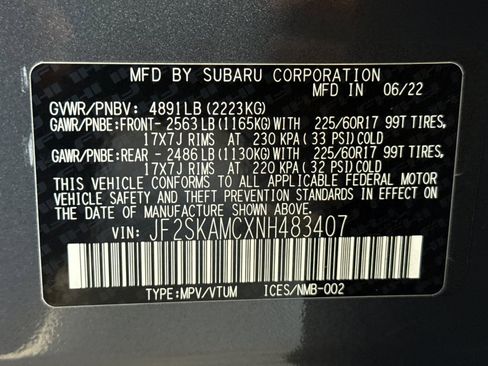 MFD BY SUBARU CORPORATION
MFD IN 06/22
GVWR/PNBV: 4891LB(2223KG)
GAWR/PNBE:FRONT- 2563LB(1165KG)WITH 225/60R17 99T TIRES,
17X7J RIMS AT 230 KPA (33 PSI)COLD
GAWR/PNBE:REAR - 2486LB(1130KG)WITH 225/60R17 99T TIRES,
17X7J RIMS AT 220 KPA (32 PSI)COLD
THIS VEHICLE CONFORMS TO ALL APPLICABLE FEDERAL MOTOR
VEHICLE SAFETY AND THEFT PREVENTION STANDARDS IN EFFECT
ON THE DATE OF MANUFACTURE SHOWN ABOVE.
VIN: JF2SKAMCXNH483407
TYPE:MPV/VTUM ICES/NMB-002